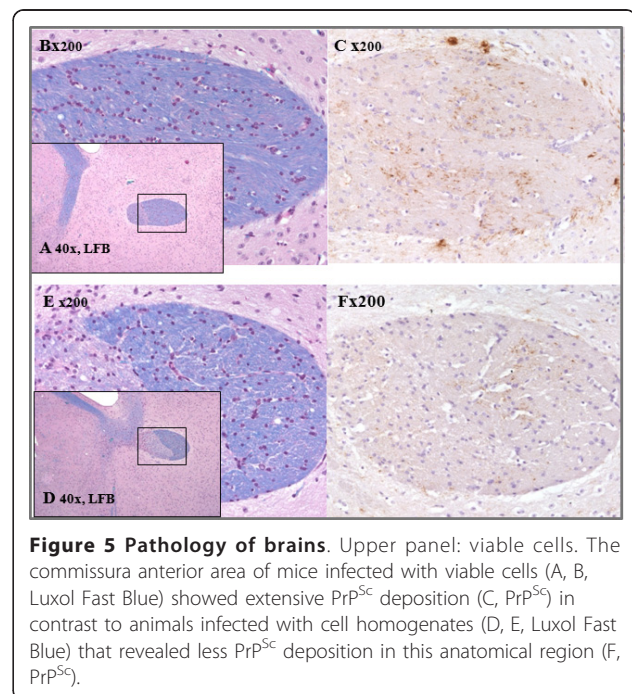 Bx200
C x200
A 40x, LFB
E x200
Fx200
D 40x, LFB
Figure 5 Pathology of brains. Upper panel: viable cells. The
commissura anterior area of mice infected with viable cells (A, B,
Luxol Fast Blue) showed extensive PrPSc deposition (C, PrPSc) in
contrast to animals infected with cell homogenates (D, E, Luxol Fast
Blue) that revealed less PrPSc deposition in this anatomical region (F,
PrPSc).